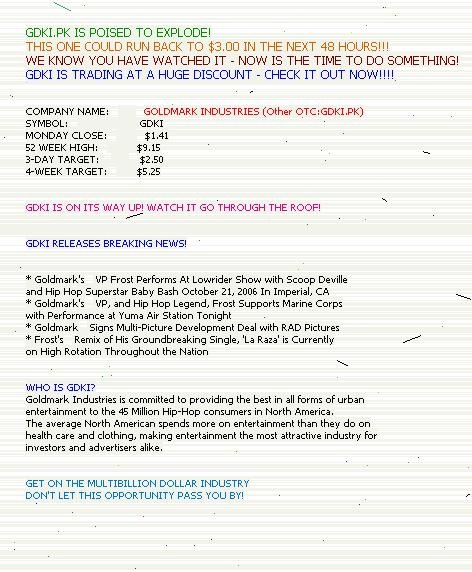 GDKI.PK IS POISED TO EXPLODE!
THIS ONE COULD RUN BACK TO $3.00 IN THE NEXT 48 HOURS!!!
WE KNOW YOU HAVE WATCHED IT - NOW IS THE TIME TO DO SOMETHING!
GDKI IS TRADING AT A HUGE DISCOUNT - CHECK IT OUT NOW!!!!
COMPANY NAME: GOLDMARK INDUSTRIES (Other OTC:GDKI.PK)
SYMBOL: GDKI
MONDAY CLOSE: $1.41
52 WEEK HIGH: $9.15
3-DAY TARGET: $2.50
4-WEEK TARGET: $5.25
GDKI IS ON ITS WAY UP! WATCH IT GO THROUGH THE ROOF!
GDKI RELEASES BREAKING NEWS!
* Goldmark's VP Frost Performs At Lowrider Show with Scoop Deville
and Hip Hop Superstar Baby Bash October 21, 2006 In Imperial, CA
* Goldmark's VP, and Hip Hop Legend, Frost Supports Marine Corps
with Performance at Yuma Air Station Tonight
* Goldmark Signs Multi-Picture Development Deal with RAD Pictures
* Frost's Remix of His Groundbreaking Single, 'La Raza' is Currently
on High Rotation Throughout the Nation
WHO IS GDKI?
Goldmark Industries is committed to providing the best in all forms of urban
entertainment to the 45 Million Hip-Hop consumers in North America.
The average North American spends more on entertainment than they do on
health care and clothing, making entertainment the most attractive industry for
investors and advertisers alike.
GET ON THE MULTIBILLION DOLLAR INDUSTRY
DON'T LET THIS OPPORTUNITY PASS YOU BY!